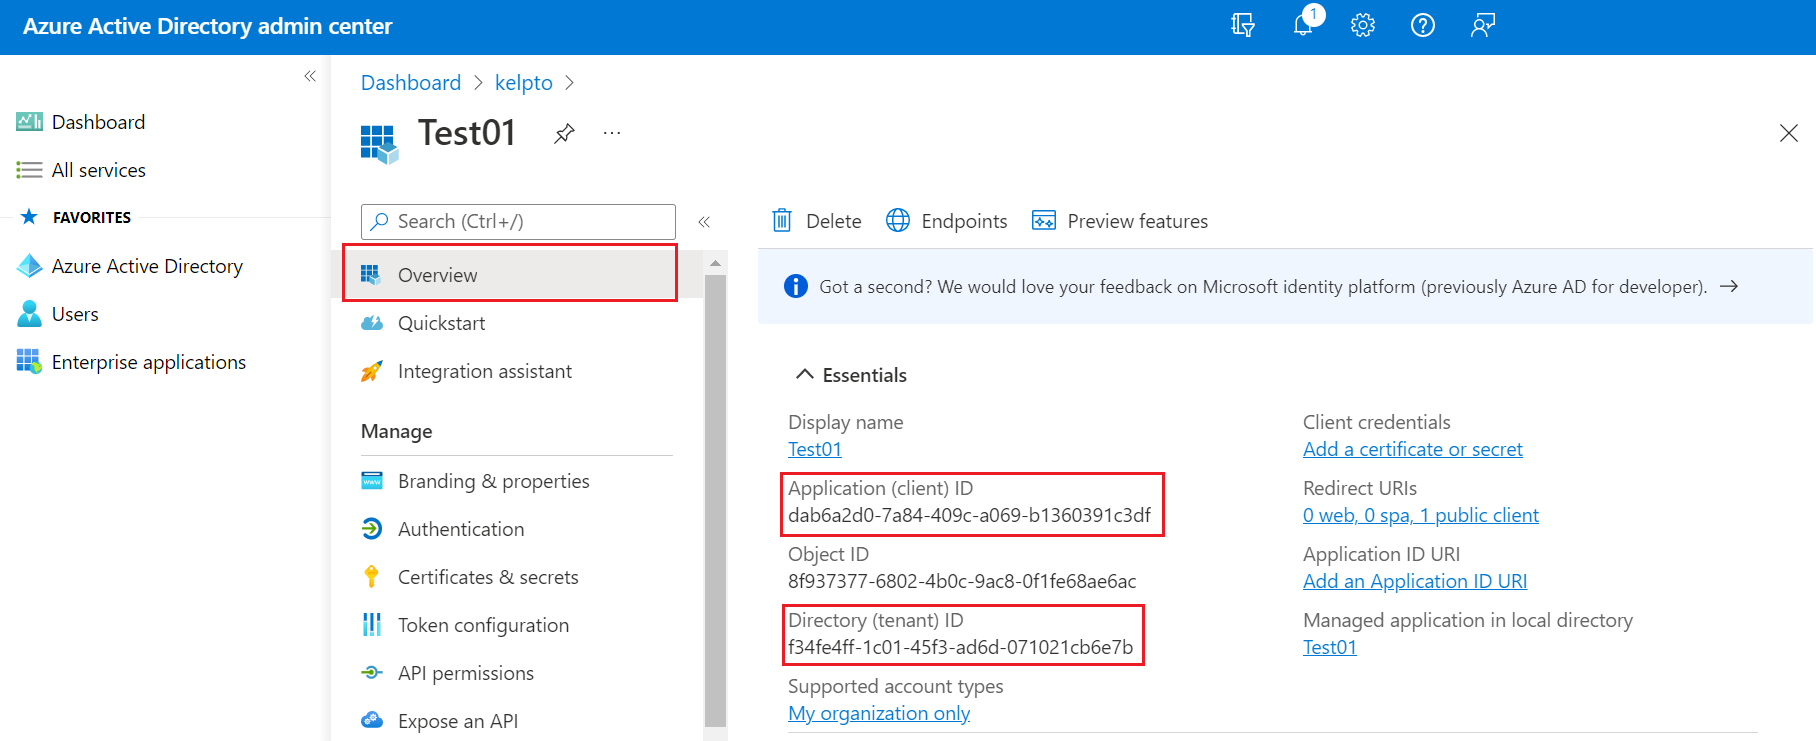 Azure Active Directory admin center
1
Dashboard
All services
FAVORITES
Azure Active Directory
Users
Enterprise applications
Dashboard > kelpto >
Test01
Search (Ctrl+/)
Overview
Quickstart
Integration assistant
Manage
Branding & properties
Authentication
Certificates & secrets
Token configuration
API permissions
Expose an API
Delete
Endpoints
Preview features
Got a second? We would love your feedback on Microsoft identity platform (previously Azure AD for developer).
Essentials
Display name
Test01
Application (client) ID
dab6a2d0-7a84-409c-a069-b1360391c3df
Object ID
8f937377-6802-4b0c-9ac8-0f1fe68ae6ac
Directory (tenant) ID
f34fe4ff-1c01-45f3-ad6d-071021cb6e7b
Supported account types
My organization only
Client credentials
Add a certificate or secret
Redirect URIs
0 web, 0 spa, 1 public client
Application ID URI
Add an Application ID URI
Managed application in local directory
Test01